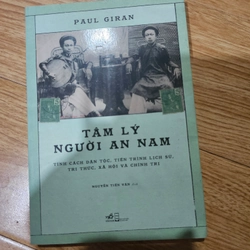 PAUL GIRAN
TÂM LÝ
NGƯỜI AN NAM
TÍNH CÁCH DÂN TỘC, TIẾN TRÌNH LỊCH SỬ,
TRI THỨC, XÃ HỘI VÀ CHÍNH TRỊ